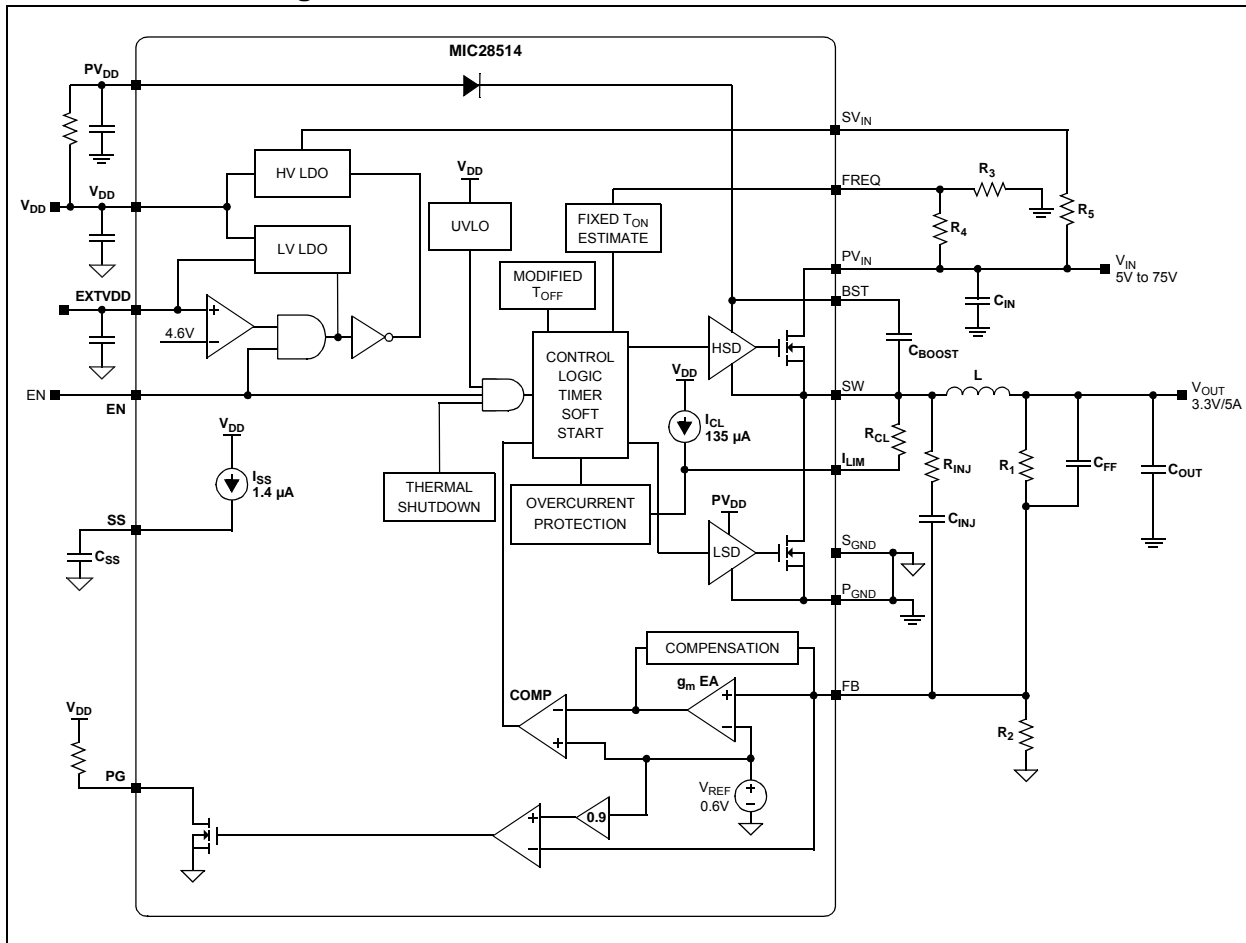 MIC28514
PVDD
SVIN
HV LDO
VDD
FREQ
R3
VDD
VDD
UVLO
FIXED TON
ESTIMATE
R4
R5
LV LDO
MODIFIED
TOFF
PVIN
VIN
5V to 75V
EXTVDD
BST
CIN
4.6V
HSD
CBOOST
CONTROL
LOGIC
TIMER
SOFT
START
VDD
L
SW
VOUT
3.3V/5A
EN
EN
ICL
135 µA
RCL
VDD
ILIM
RINJ
R1
CFF
COUT
ISS
1.4 µA
THERMAL
SHUTDOWN
OVERCURRENT
PROTECTION
PVDD
CINJ
SS
LSD
SGND
CSS
PGND
COMPENSATION
gm EA
FB
COMP
VDD
R2
PG
VREF
0.6V
0.9